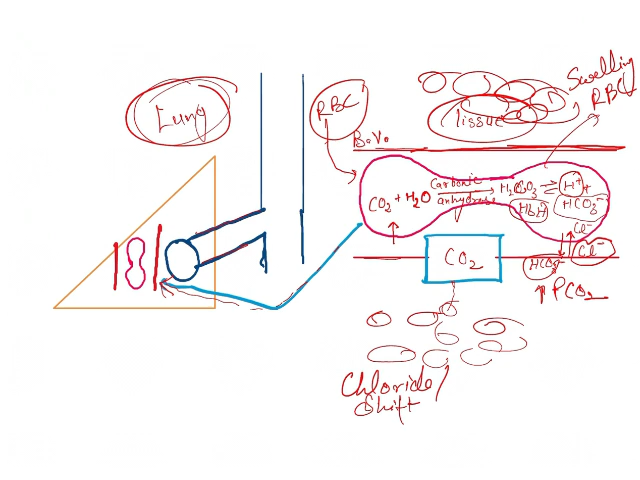 Lung
RBC
tissue
Swelling
RBC
B.V.
CO2 + H2O
Carbonic
anhydrase
H2CO3 ⇌ H+ +
HbH
HCO3-
Cl-
CO2
HCO3-
Cl-
↑ PCO2
Chloride
Shift